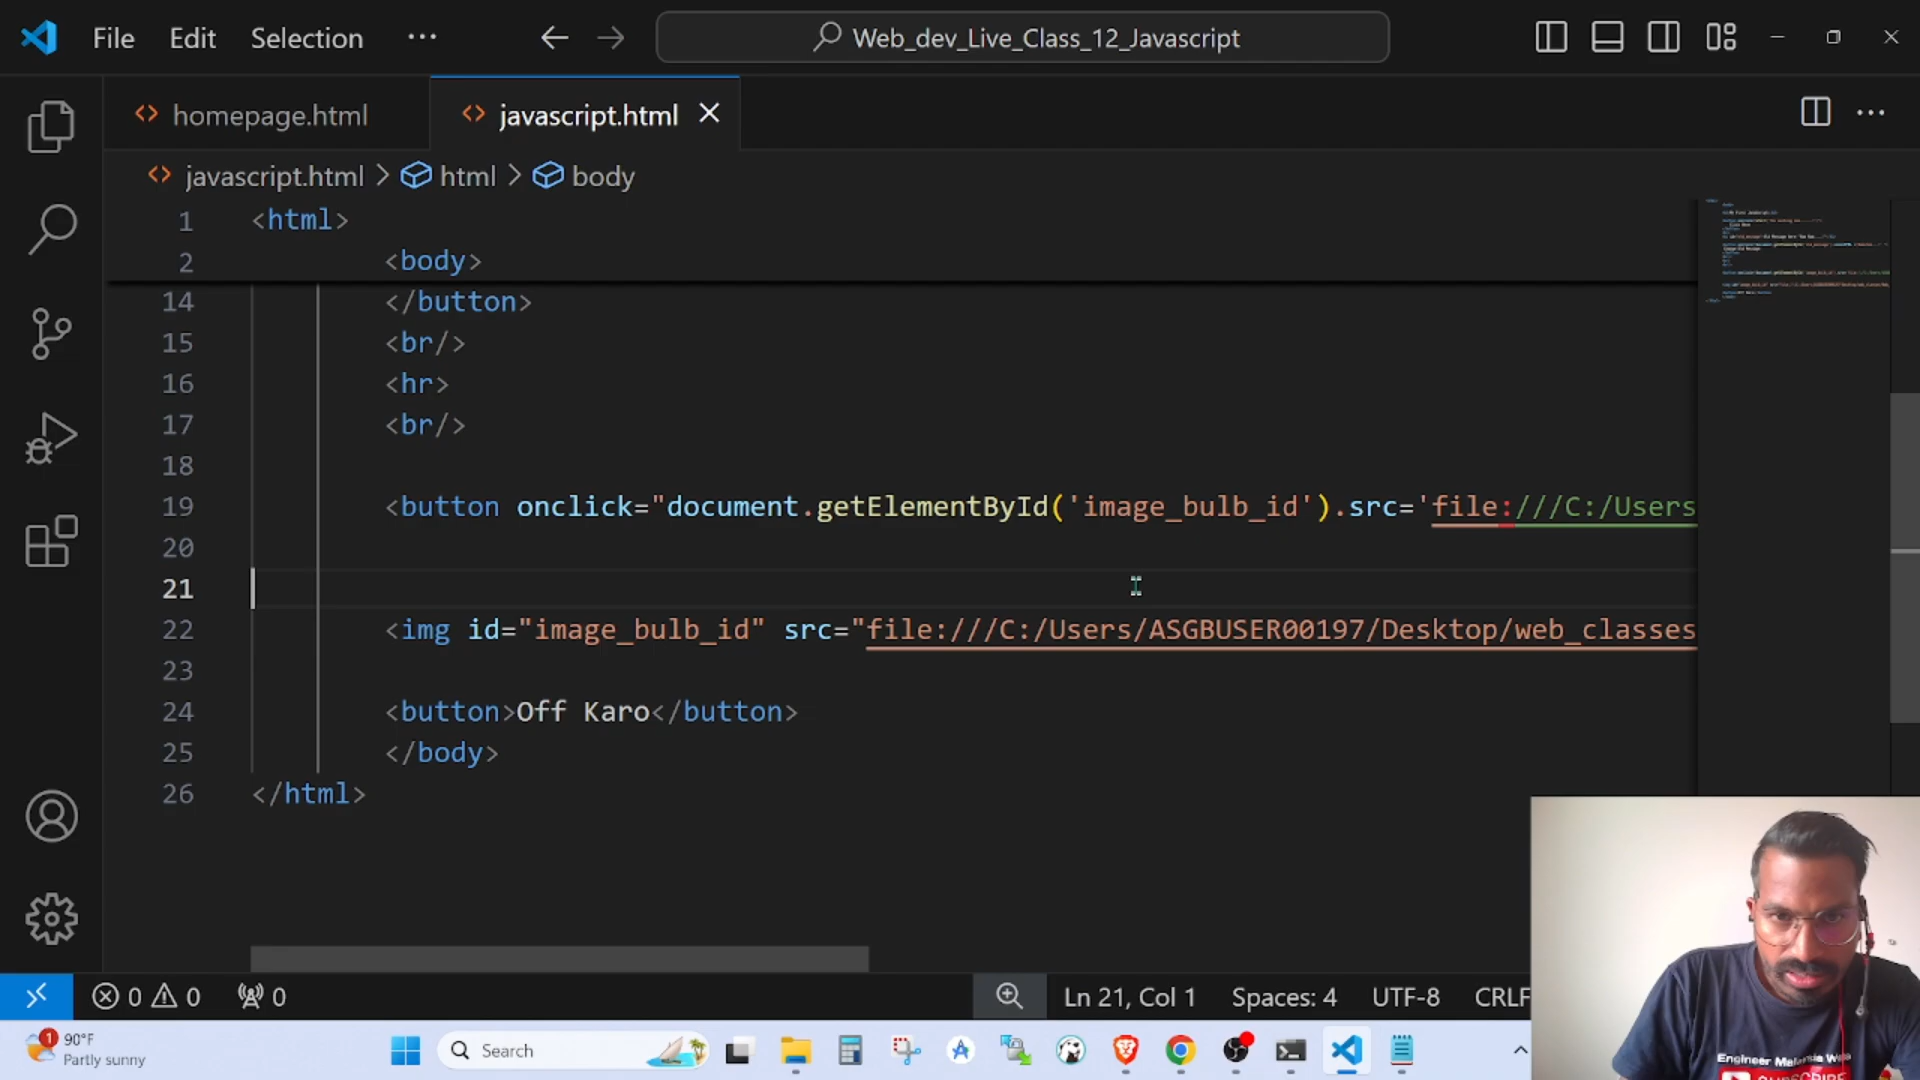 File Edit Selection ··· Web_dev_Live_Class_12_Javascript
homepage.html javascript.html
javascript.html > html > body
1 <html>
2 <body>
14 </button>
15 <br/>
16 <hr>
17 <br/>
18
19 <button onclick="document.getElementById('image_bulb_id').src='file:///C:/Users
20
21
22 <img id="image_bulb_id" src="file:///C:/Users/ASGBUSER00197/Desktop/web_classes
23
24 <button>Off Karo</button>
25 </body>
26 </html>
0 0 0 Ln 21, Col 1 Spaces: 4 UTF-8 CRLF
Engineer
SUBSCRIBE
1 90°F
Partly sunny
Search